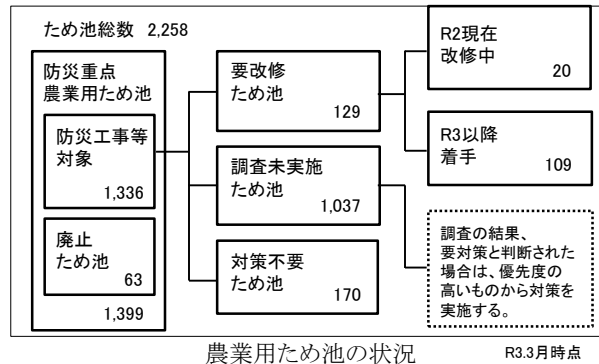 ため池総数 2,258
防災重点
農業用ため池
防災工事等
対象
1,336
廃止
ため池
63
1,399
要改修
ため池
129
調査未実施
ため池
1,037
対策不要
ため池
170
R2現在
改修中
20
R3以降
着手
109
調査の結果、
要対策と判断された
場合は、優先度の
高いものから対策を
実施する。
農業用ため池の状況
R3.3月時点